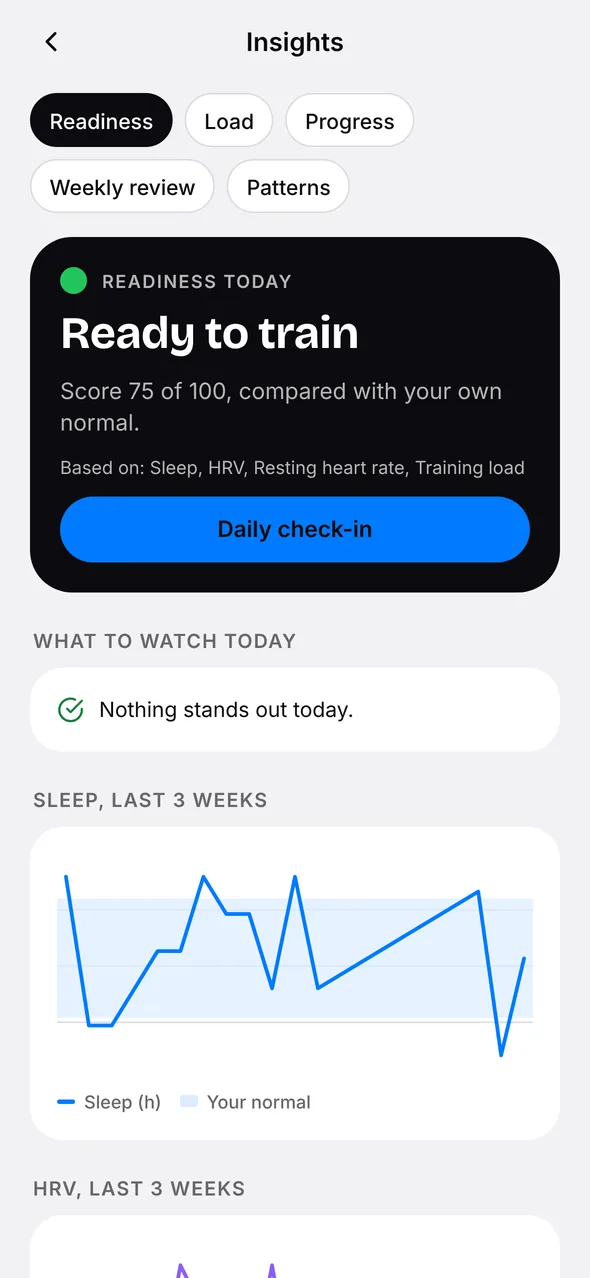 Insights
Readiness
Load
Progress
Weekly review
Patterns
READINESS TODAY
Ready to train
Score 75 of 100, compared with your own
normal.
Based on: Sleep, HRV, Resting heart rate, Training load
Daily check-in
WHAT TO WATCH TODAY
Nothing stands out today.
SLEEP, LAST 3 WEEKS
Sleep (h)
Your normal
HRV, LAST 3 WEEKS